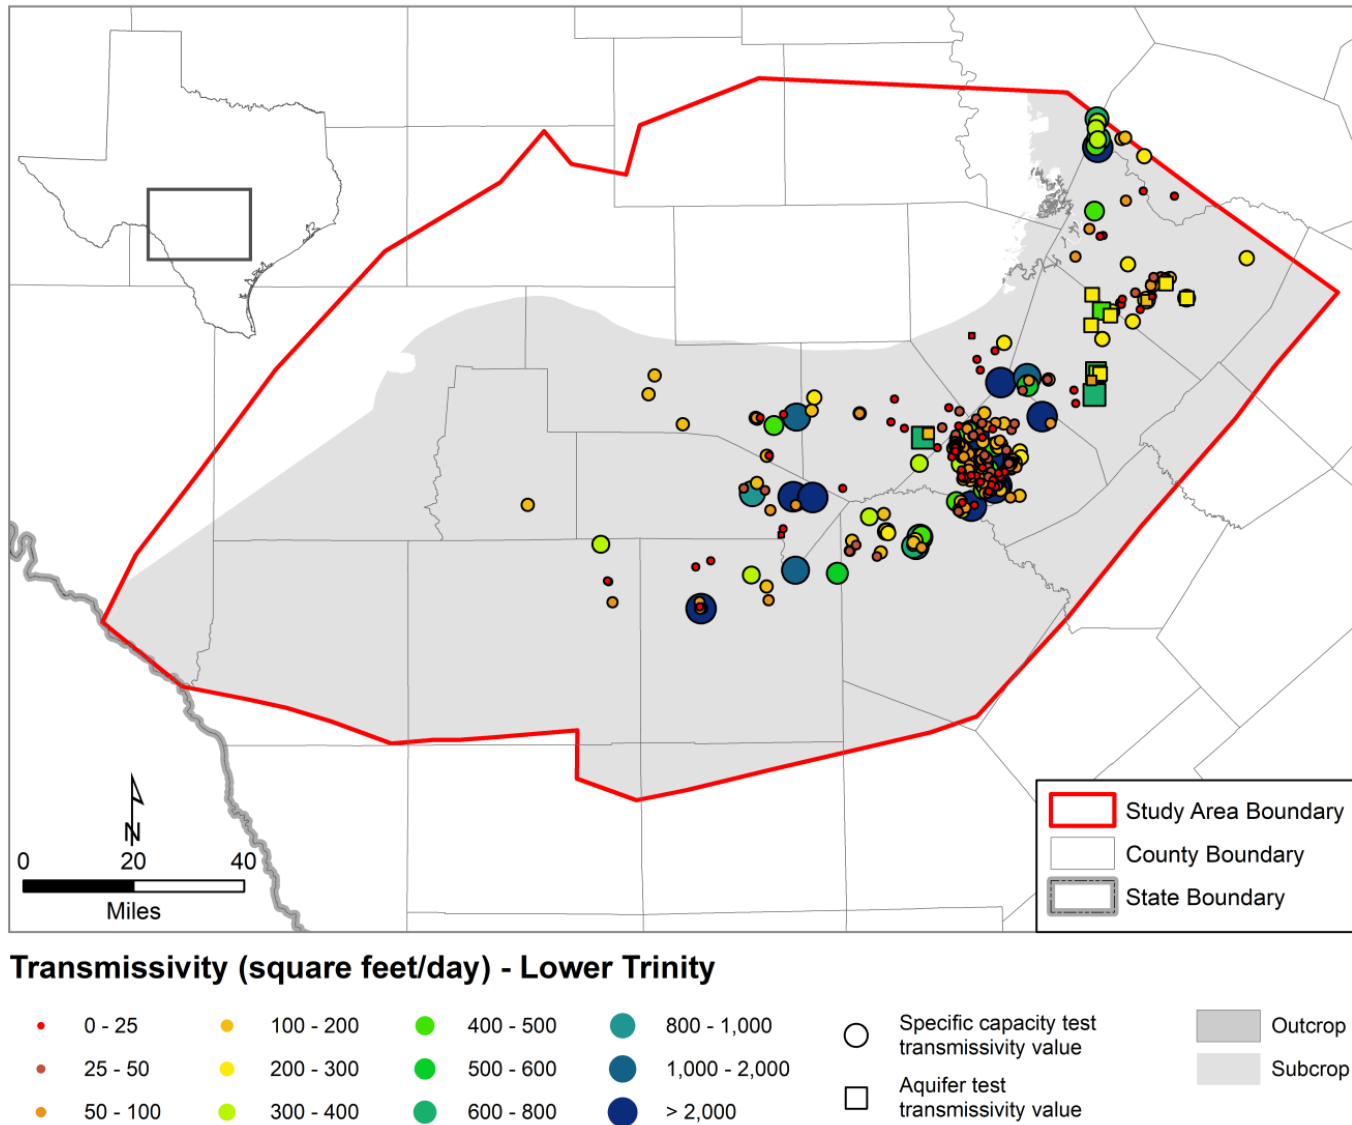 N
0 20 40
Miles
Study Area Boundary
County Boundary
State Boundary
Transmissivity (square feet/day) - Lower Trinity
0 - 25
25 - 50
50 - 100
100 - 200
200 - 300
300 - 400
400 - 500
500 - 600
600 - 800
800 - 1,000
1,000 - 2,000
> 2,000
Specific capacity test
transmissivity value
Aquifer test
transmissivity value
Outcrop
Subcrop